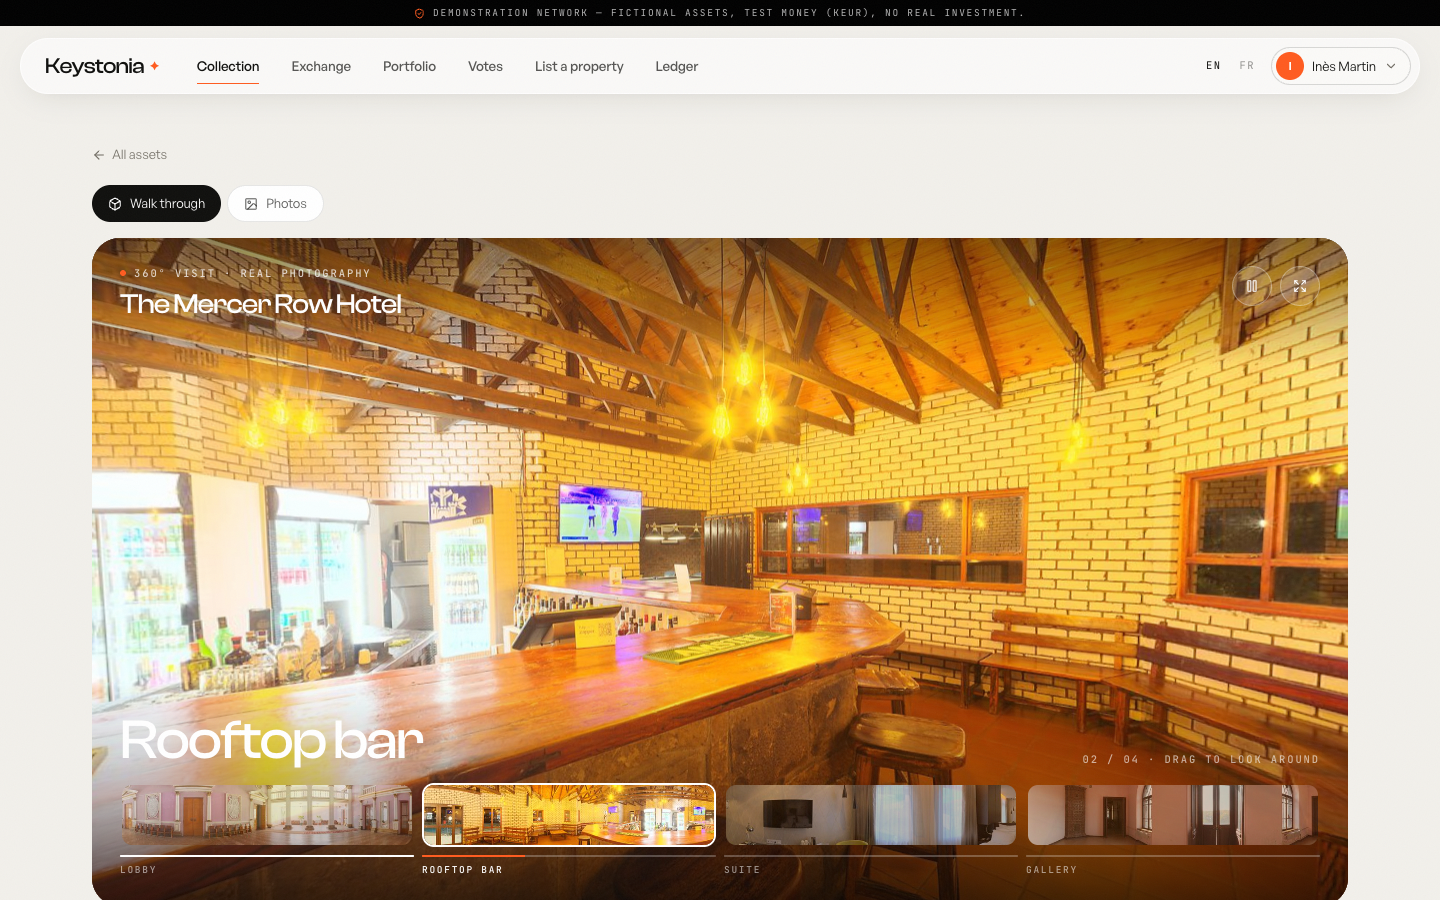 DEMONSTRATION NETWORK — FICTIONAL ASSETS, TEST MONEY (KEUR), NO REAL INVESTMENT.
Keystonia
Collection
Exchange
Portfolio
Votes
List a property
Ledger
EN
FR
I
Inès Martin
All assets
Walk through
Photos
360° VISIT · REAL PHOTOGRAPHY
The Mercer Row Hotel
Rooftop bar
02 / 04 · DRAG TO LOOK AROUND
LOBBY
ROOFTOP BAR
SUITE
GALLERY